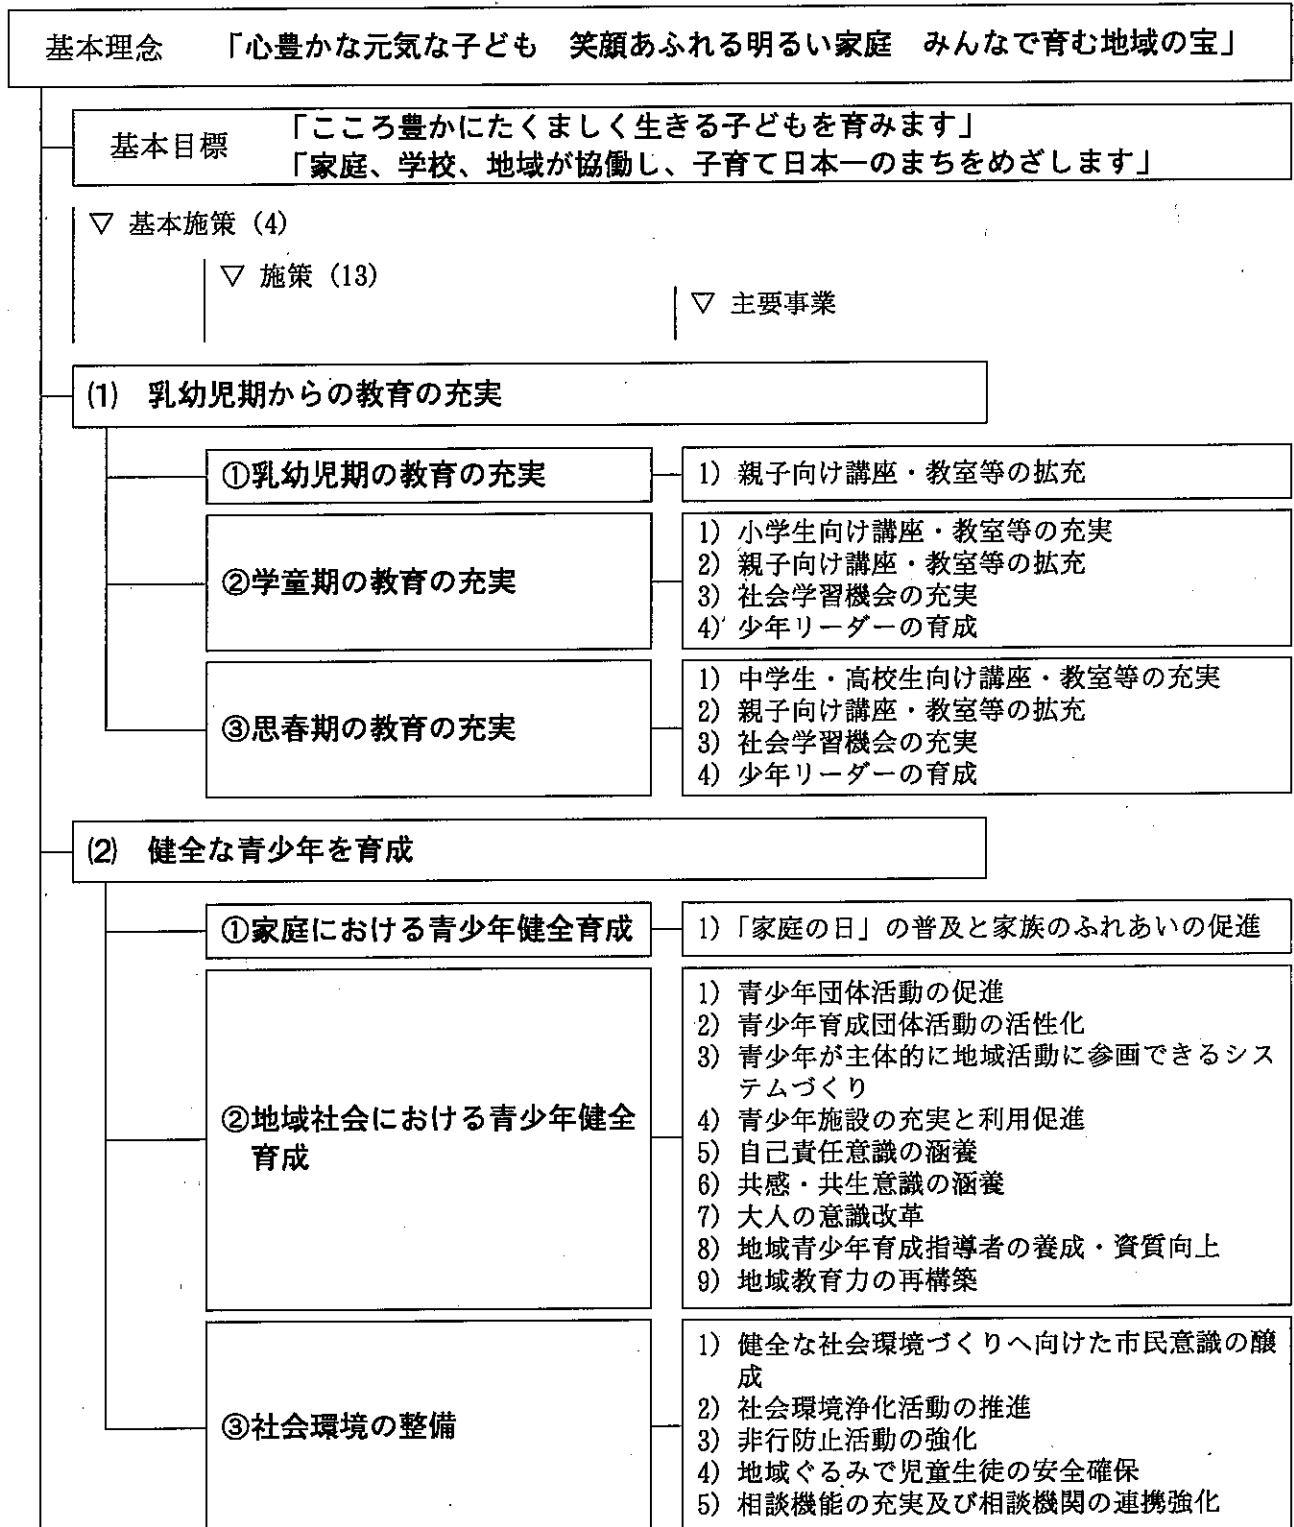 基本理念 「心豊かな元気な子ども 笑顔あふれる明るい家庭 みんなで育む地域の宝」
基本目標 「こころ豊かにたくましく生きる子どもを育みます」
「家庭、学校、地域が協働し、子育て日本一のまちをめざします」
▽ 基本施策 (4)
▽ 施策 (13)
▽ 主要事業
(1) 乳幼児期からの教育の充実
①乳幼児期の教育の充実
1) 親子向け講座・教室等の拡充
②学童期の教育の充実
1) 小学生向け講座・教室等の充実
2) 親子向け講座・教室等の拡充
3) 社会学習機会の充実
4) 少年リーダーの育成
③思春期の教育の充実
1) 中学生・高校生向け講座・教室等の充実
2) 親子向け講座・教室等の拡充
3) 社会学習機会の充実
4) 少年リーダーの育成
(2) 健全な青少年を育成
①家庭における青少年健全育成
1) 「家庭の日」の普及と家族のふれあいの促進
②地域社会における青少年健全
育成
1) 青少年団体活動の促進
2) 青少年育成団体活動の活性化
3) 青少年が主体的に地域活動に参画できるシス
テムづくり
4) 青少年施設の充実と利用促進
5) 自己責任意識の涵養
6) 共感・共生意識の涵養
7) 大人の意識改革
8) 地域青少年育成指導者の養成・資質向上
9) 地域教育力の再構築
③社会環境の整備
1) 健全な社会環境づくりへ向けた市民意識の醸
成
2) 社会環境浄化活動の推進
3) 非行防止活動の強化
4) 地域ぐるみで児童生徒の安全確保
5) 相談機能の充実及び相談機関の連携強化